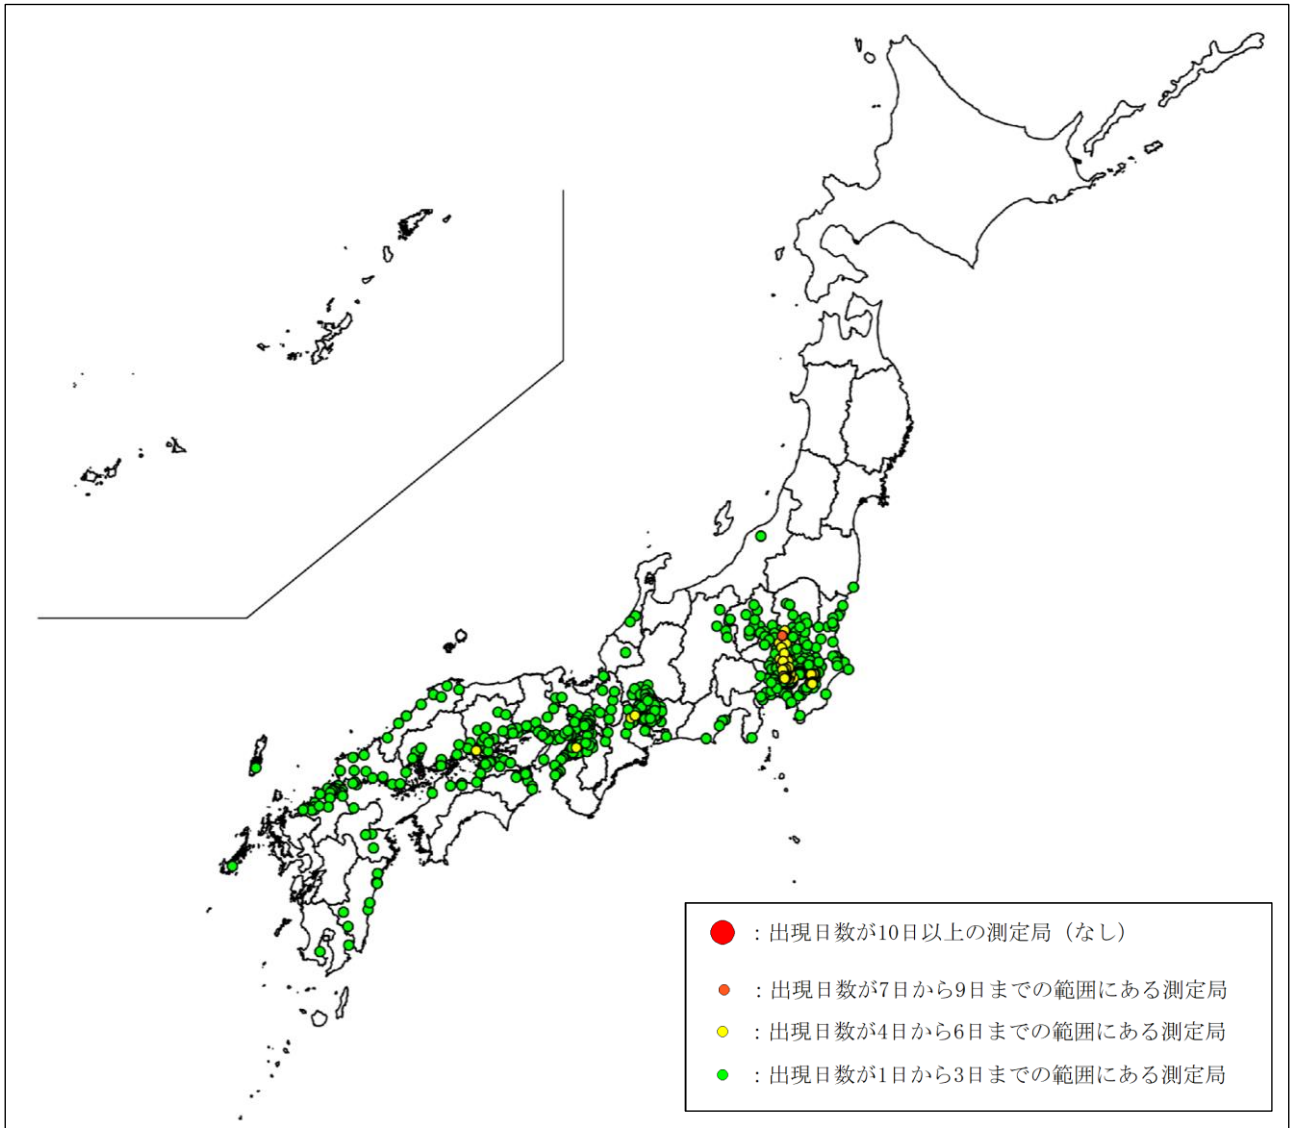 ：出現日数が10日以上の測定局（なし）
：出現日数が7日から9日までの範囲にある測定局
：出現日数が4日から6日までの範囲にある測定局
：出現日数が1日から3日までの範囲にある測定局